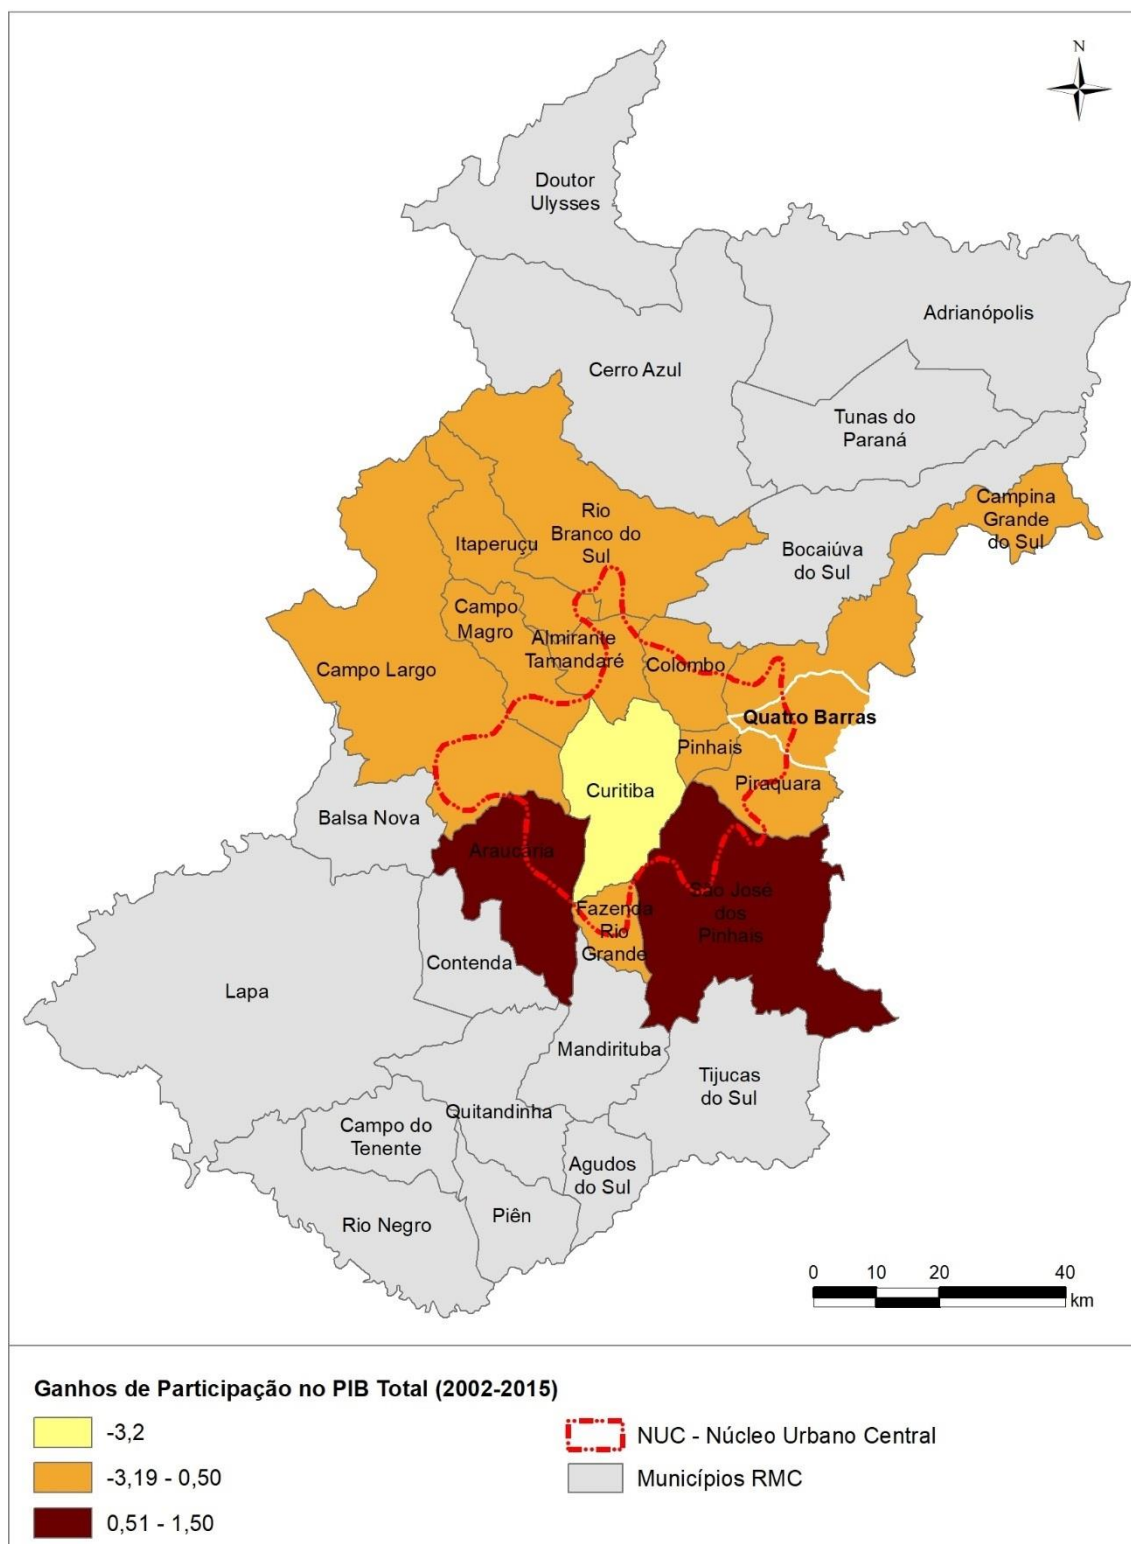 N
Doutor
Ulysses
Adrianópolis
Cerro Azul
Tunas do
Paraná
Campina
Grande
do Sul
Rio
Branco do
Sul
Itaperuçu
Bocaiúva
do Sul
Campo
Magro
Almirante
Tamandaré
Colombo
Campo Largo
Quatro Barras
Pinhais
Piraquara
Curitiba
Balsa Nova
Araucária
São José
dos
Pinhais
Fazenda
Rio
Grande
Contenda
Lapa
Mandirituba
Tijucas
do Sul
Quitandinha
Campo do
Tenente
Agudos
do Sul
Piên
Rio Negro
0 10 20 40
km
Ganhos de Participação no PIB Total (2002-2015)
-3,2
-3,19 - 0,50
0,51 - 1,50
NUC - Núcleo Urbano Central
Municípios RMC